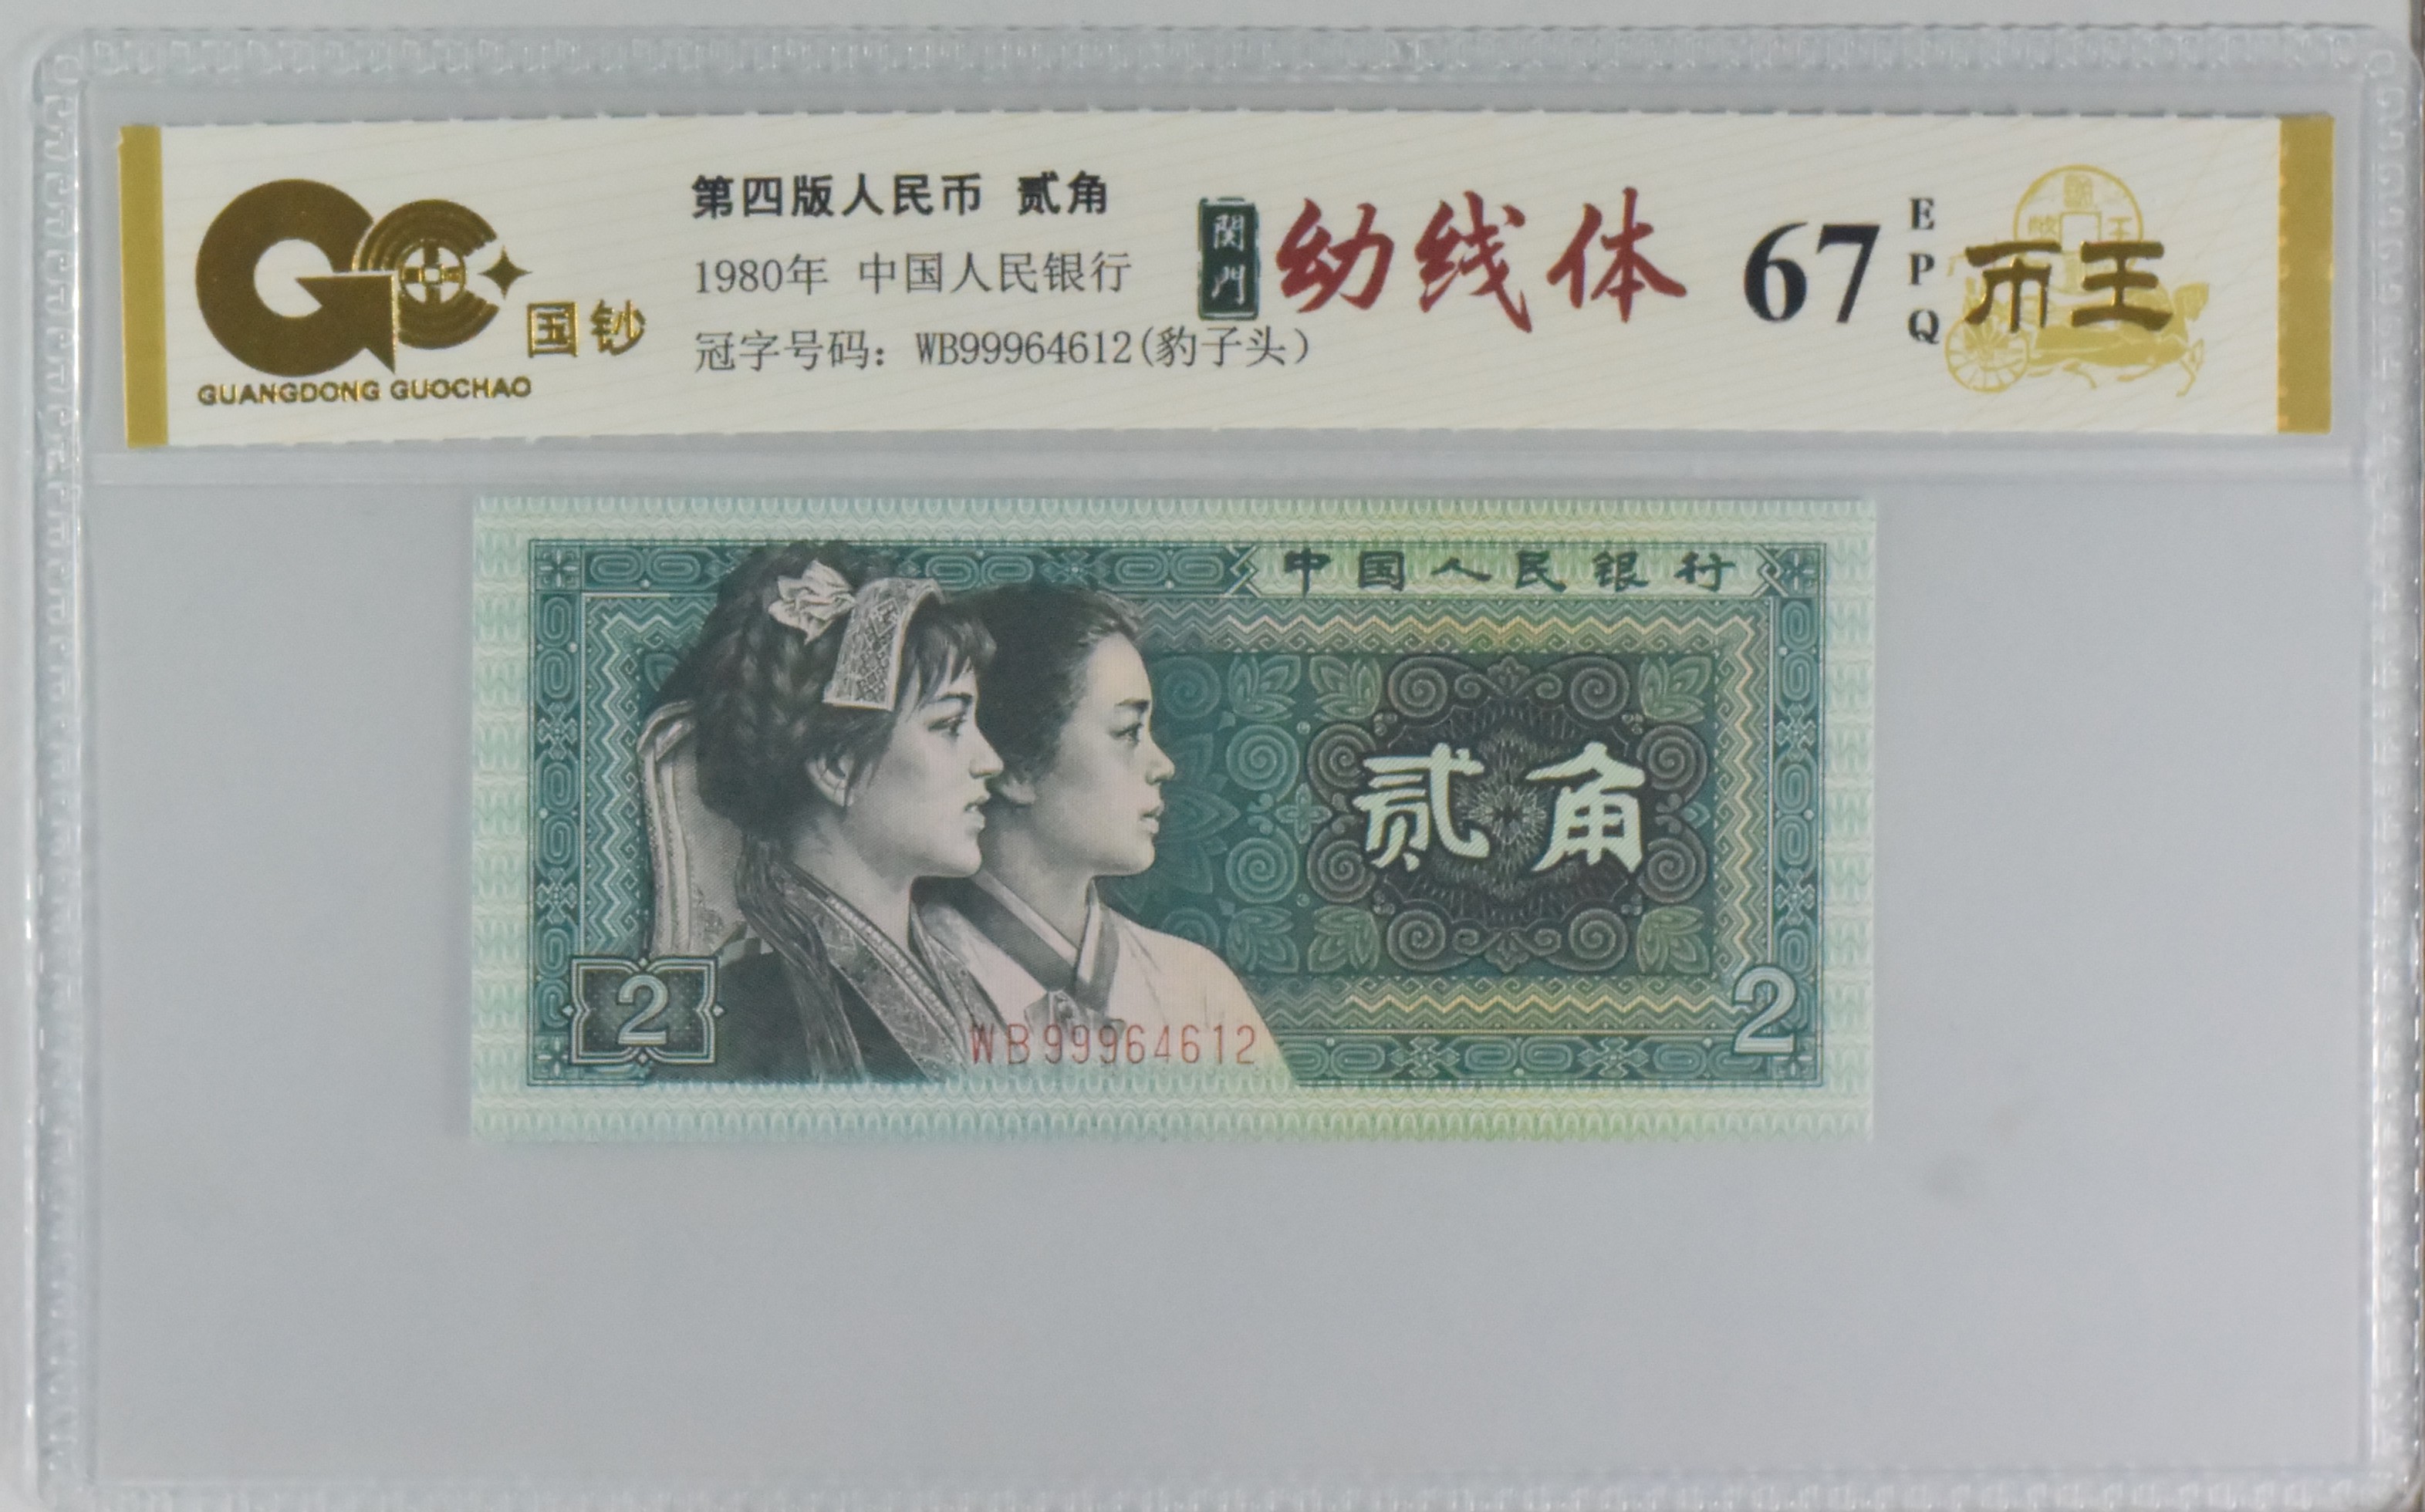 国钞
GUANGDONG GUOCHAO
第四版人民币 贰角
1980年 中国人民银行
冠字号码：WB99964612(豹子头）
関門
幼线体
67
EPQ
币王
中国人民银行
贰角
2
WB99964612
2